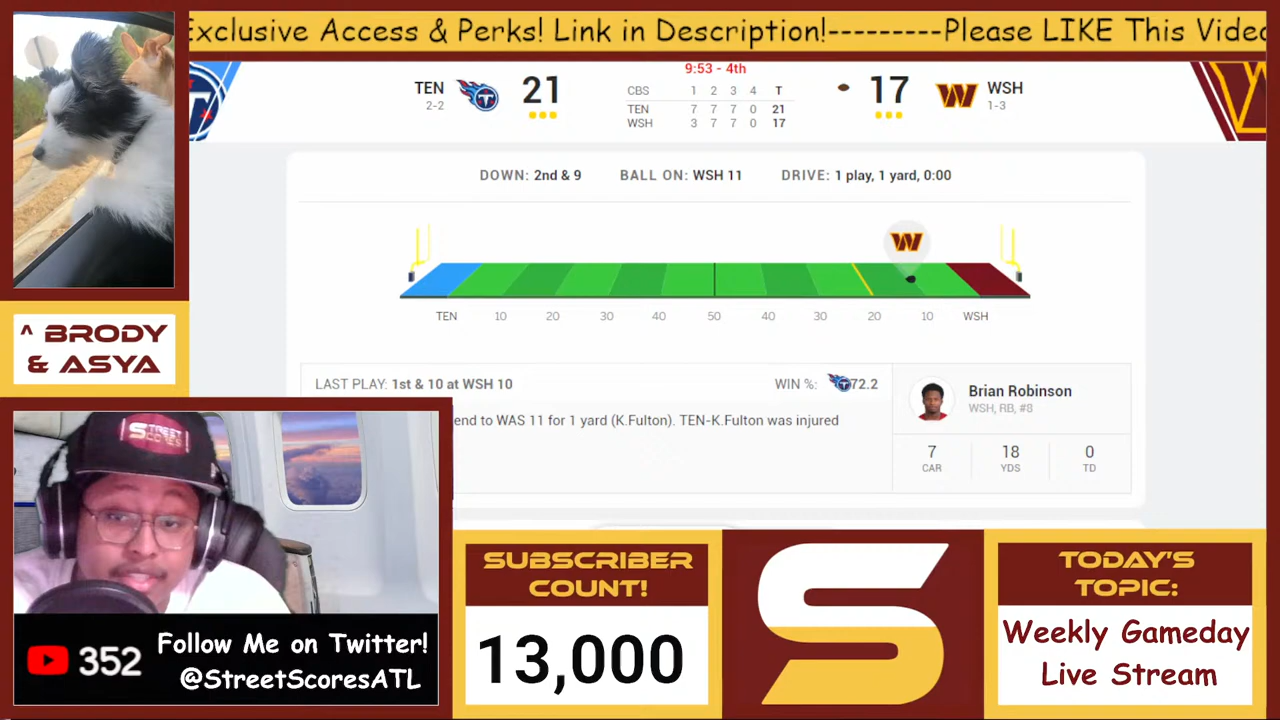 Exclusive Access & Perks! Link in Description!---------Please LIKE This Video
TEN
2-2
21
9:53 - 4th
CBS 1 2 3 4 T
TEN 7 7 7 0 21
WSH 3 7 7 0 17
17
WSH
1-3
DOWN: 2nd & 9
BALL ON: WSH 11
DRIVE: 1 play, 1 yard, 0:00
TEN 10 20 30 40 50 40 30 20 10 WSH
^ BRODY
& ASYA
LAST PLAY: 1st & 10 at WSH 10
WIN %: 72.2
end to WAS 11 for 1 yard (K.Fulton). TEN-K.Fulton was injured
Brian Robinson
WSH, RB, #8
7 18 0
CAR YDS TD
STREET
SCORES
352
Follow Me on Twitter!
@StreetScoresATL
SUBSCRIBER
COUNT!
13,000
S
TODAY'S
TOPIC:
Weekly Gameday
Live Stream